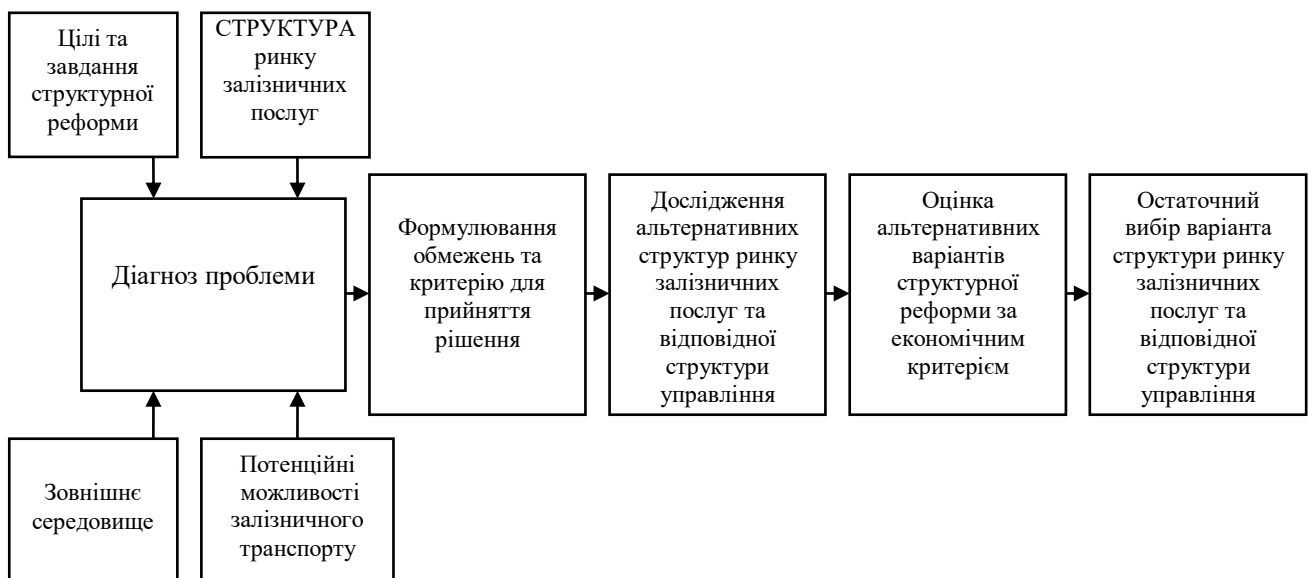 Цілі та
завдання
структурної
реформи
СТРУКТУРА
ринку
залізничних
послуг
Діагноз проблеми
Формулювання
обмежень та
критерію для
прийняття
рішення
Дослідження
альтернативних
структур ринку
залізничних
послуг та
відповідної
структури
управління
Оцінка
альтернативних
варіантів
структурної
реформи за
економічним
критерієм
Остаточний
вибір варіанта
структури ринку
залізничних
послуг та
відповідної
структури
управління
Зовнішнє
середовище
Потенційні
можливості
залізничного
транспорту